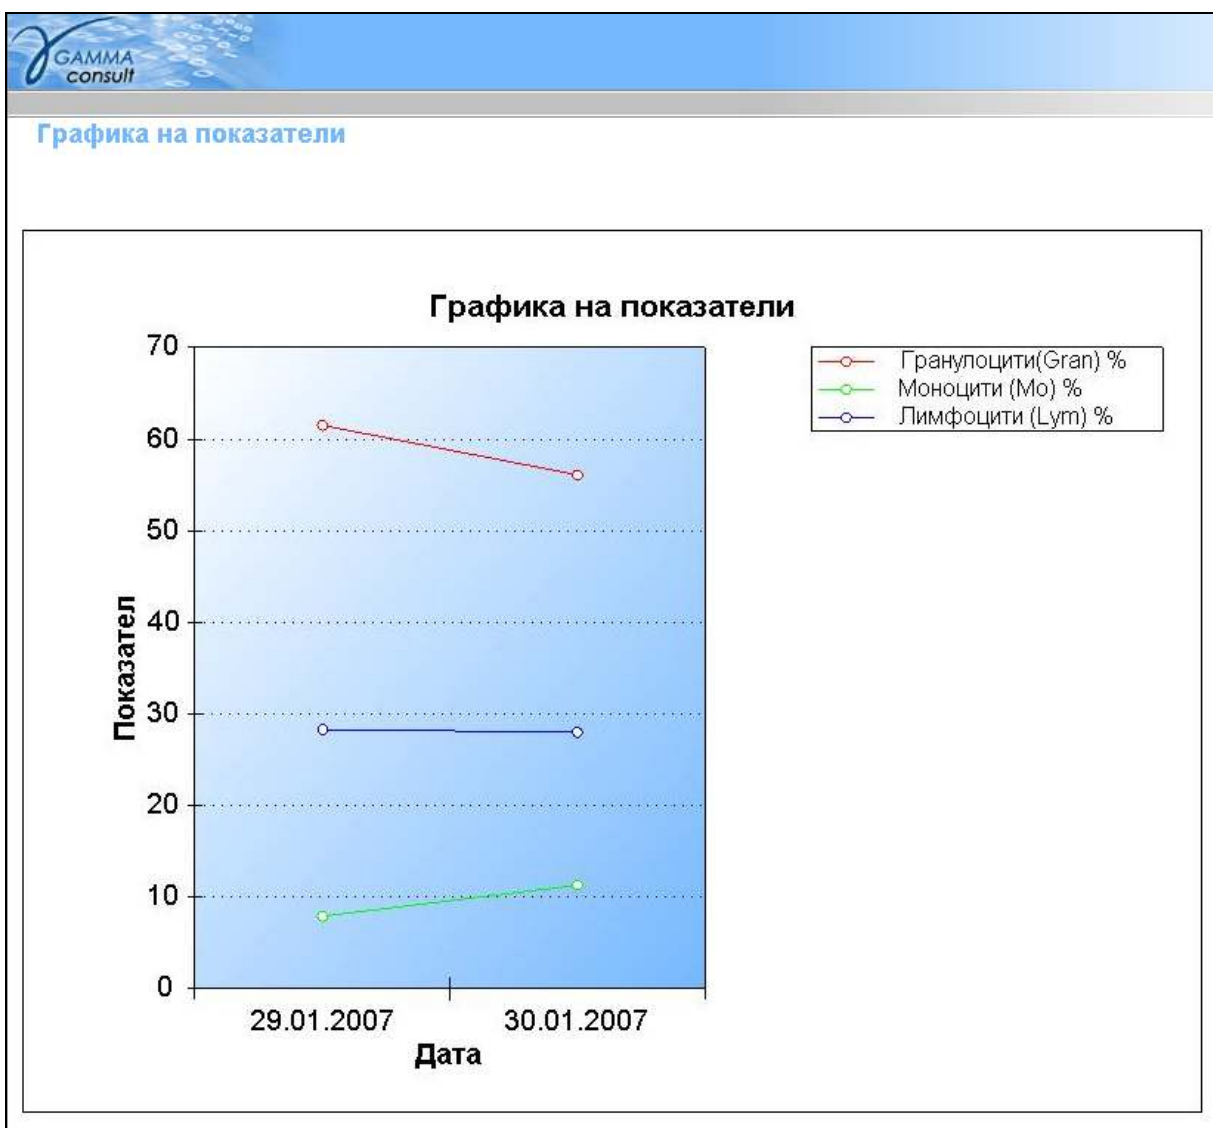 GAMMA
consult
Графика на показатели
Графика на показатели
70
60
50
40
30
20
10
0
Показател
29.01.2007
30.01.2007
Дата
Гранулоцити(Gran) %
Моноцити (Mo) %
Лимфоцити (Lym) %